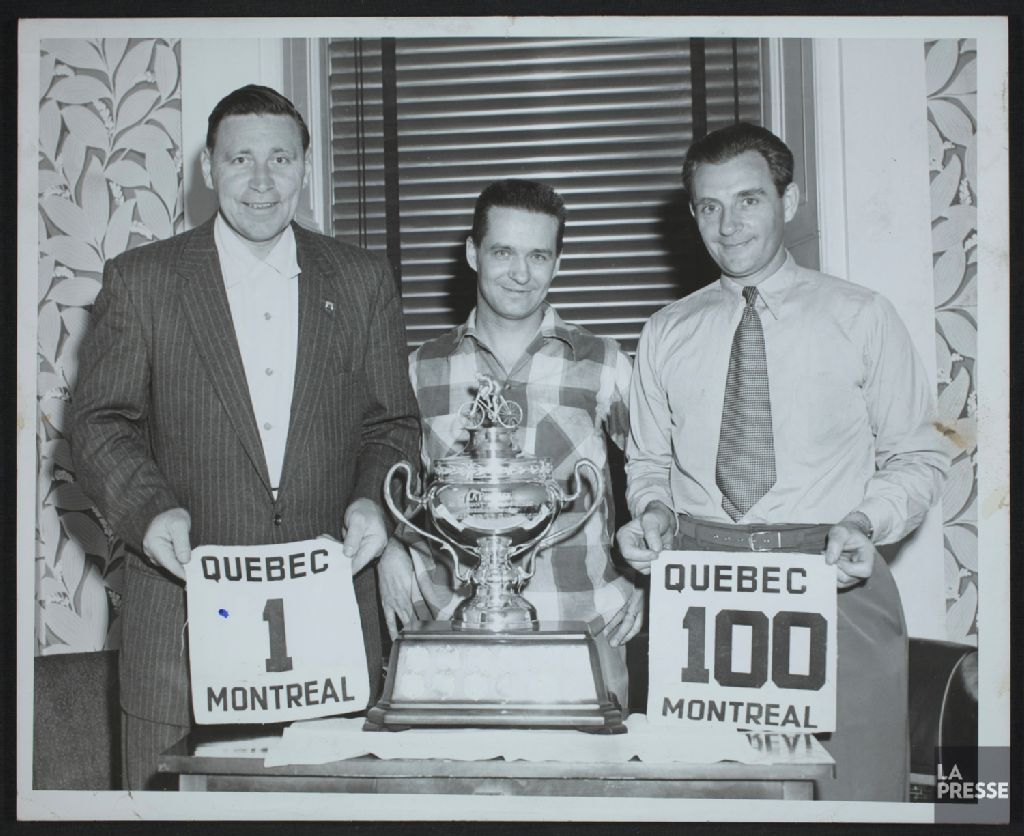 QUEBEC
1
MONTREAL
QUEBEC
100
MONTREAL
LA
PRESSE